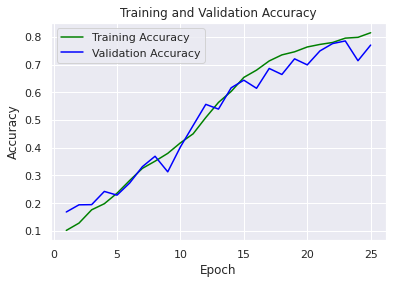 Training and Validation Accuracy
Training Accuracy
Validation Accuracy
Accuracy
0.8
0.7
0.6
0.5
0.4
0.3
0.2
0.1
0 5 10 15 20 25
Epoch